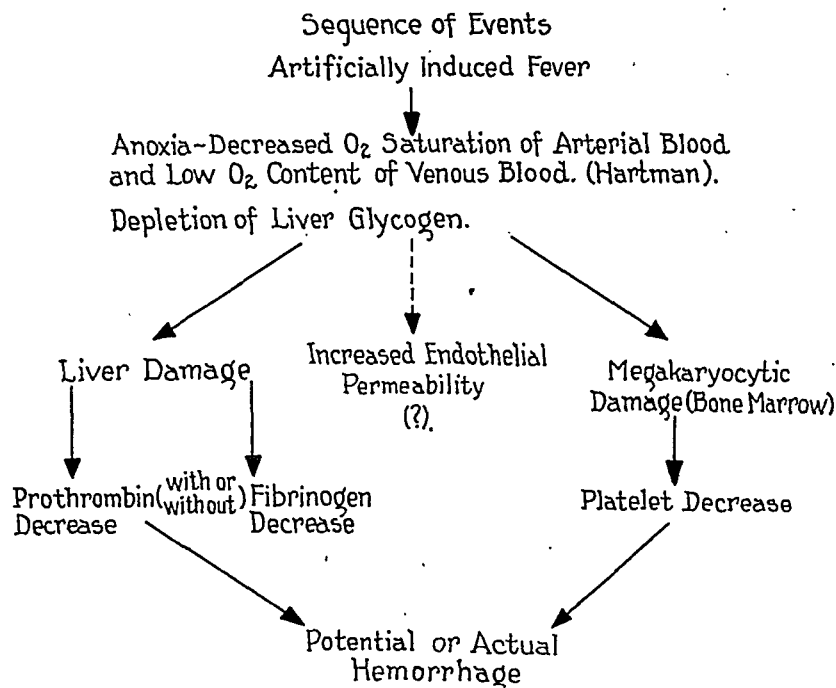 Sequence of Events
Artificially Induced Fever
Anoxia-Decreased O₂ Saturation of Arterial Blood
and Low O₂ Content of Venous Blood. (Hartman).
Depletion of Liver Glycogen.
Liver Damage
Increased Endothelial
Permeability
(?).
Megakaryocytic
Damage (Bone Marrow)
Prothrombin (with or without) Fibrinogen
Decrease Decrease
Platelet Decrease
Potential or Actual
Hemorrhage